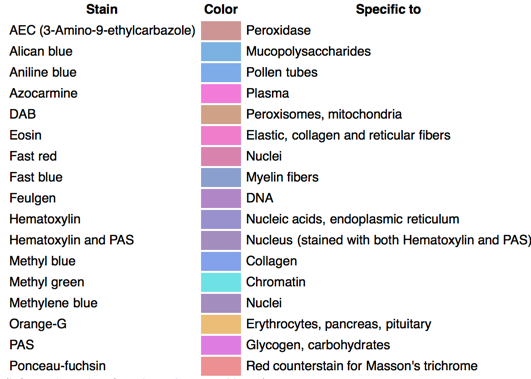 Stain Color Specific to
AEC (3-Amino-9-ethylcarbazole) Peroxidase
Alican blue Mucopolysaccharides
Aniline blue Pollen tubes
Azocarmine Plasma
DAB Peroxisomes, mitochondria
Eosin Elastic, collagen and reticular fibers
Fast red Nuclei
Fast blue Myelin fibers
Feulgen DNA
Hematoxylin Nucleic acids, endoplasmic reticulum
Hematoxylin and PAS Nucleus (stained with both Hematoxylin and PAS)
Methyl blue Collagen
Methyl green Chromatin
Methylene blue Nuclei
Orange-G Erythrocytes, pancreas, pituitary
PAS Glycogen, carbohydrates
Ponceau-fuchsin Red counterstain for Masson's trichrome